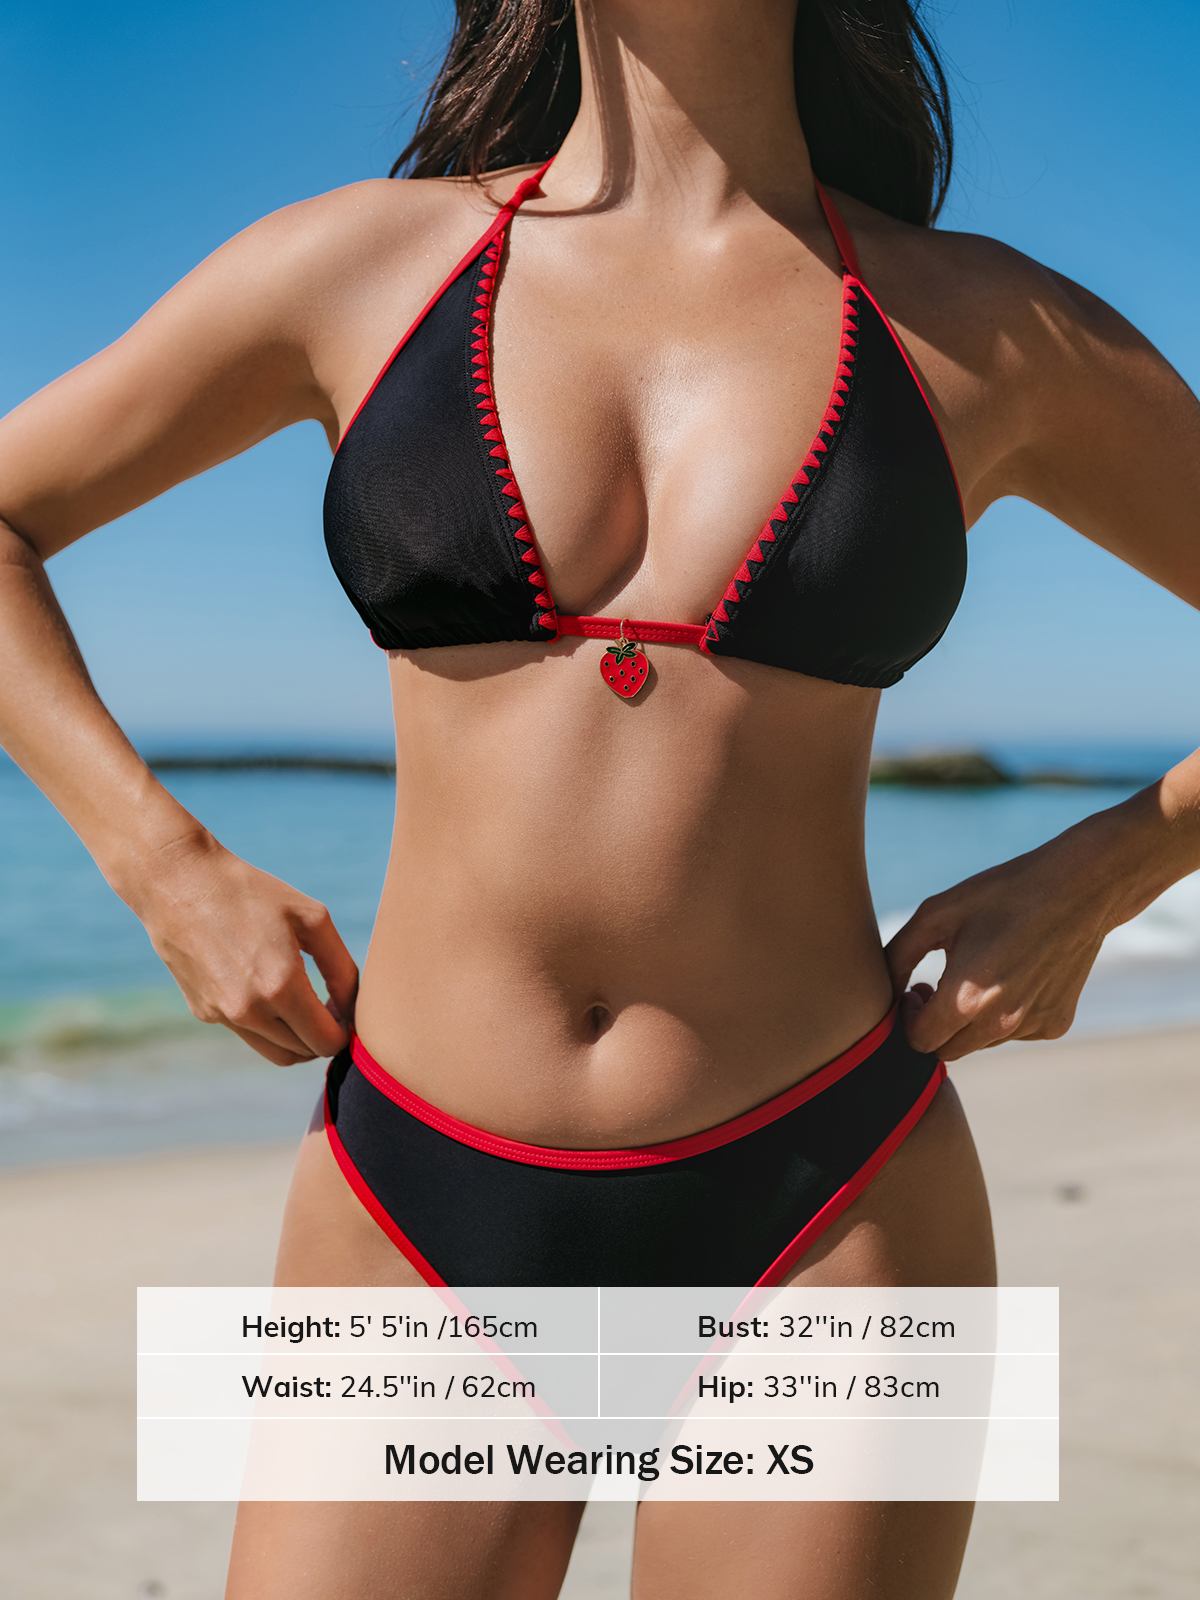 Height: 5' 5'in /165cm
Bust: 32''in / 82cm
Waist: 24.5''in / 62cm
Hip: 33''in / 83cm
Model Wearing Size: XS